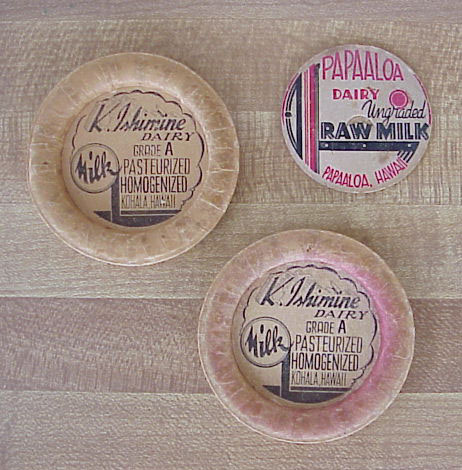 K. Ishimine
DAIRY
GRADE A
Milk
PASTEURIZED
HOMOGENIZED
KOHALA, HAWAII
PAPAALOA
DAIRY
Ungraded
RAW MILK
PAPAALOA, HAWAII
K. Ishimine
DAIRY
GRADE A
Milk
PASTEURIZED
HOMOGENIZED
KOHALA, HAWAII